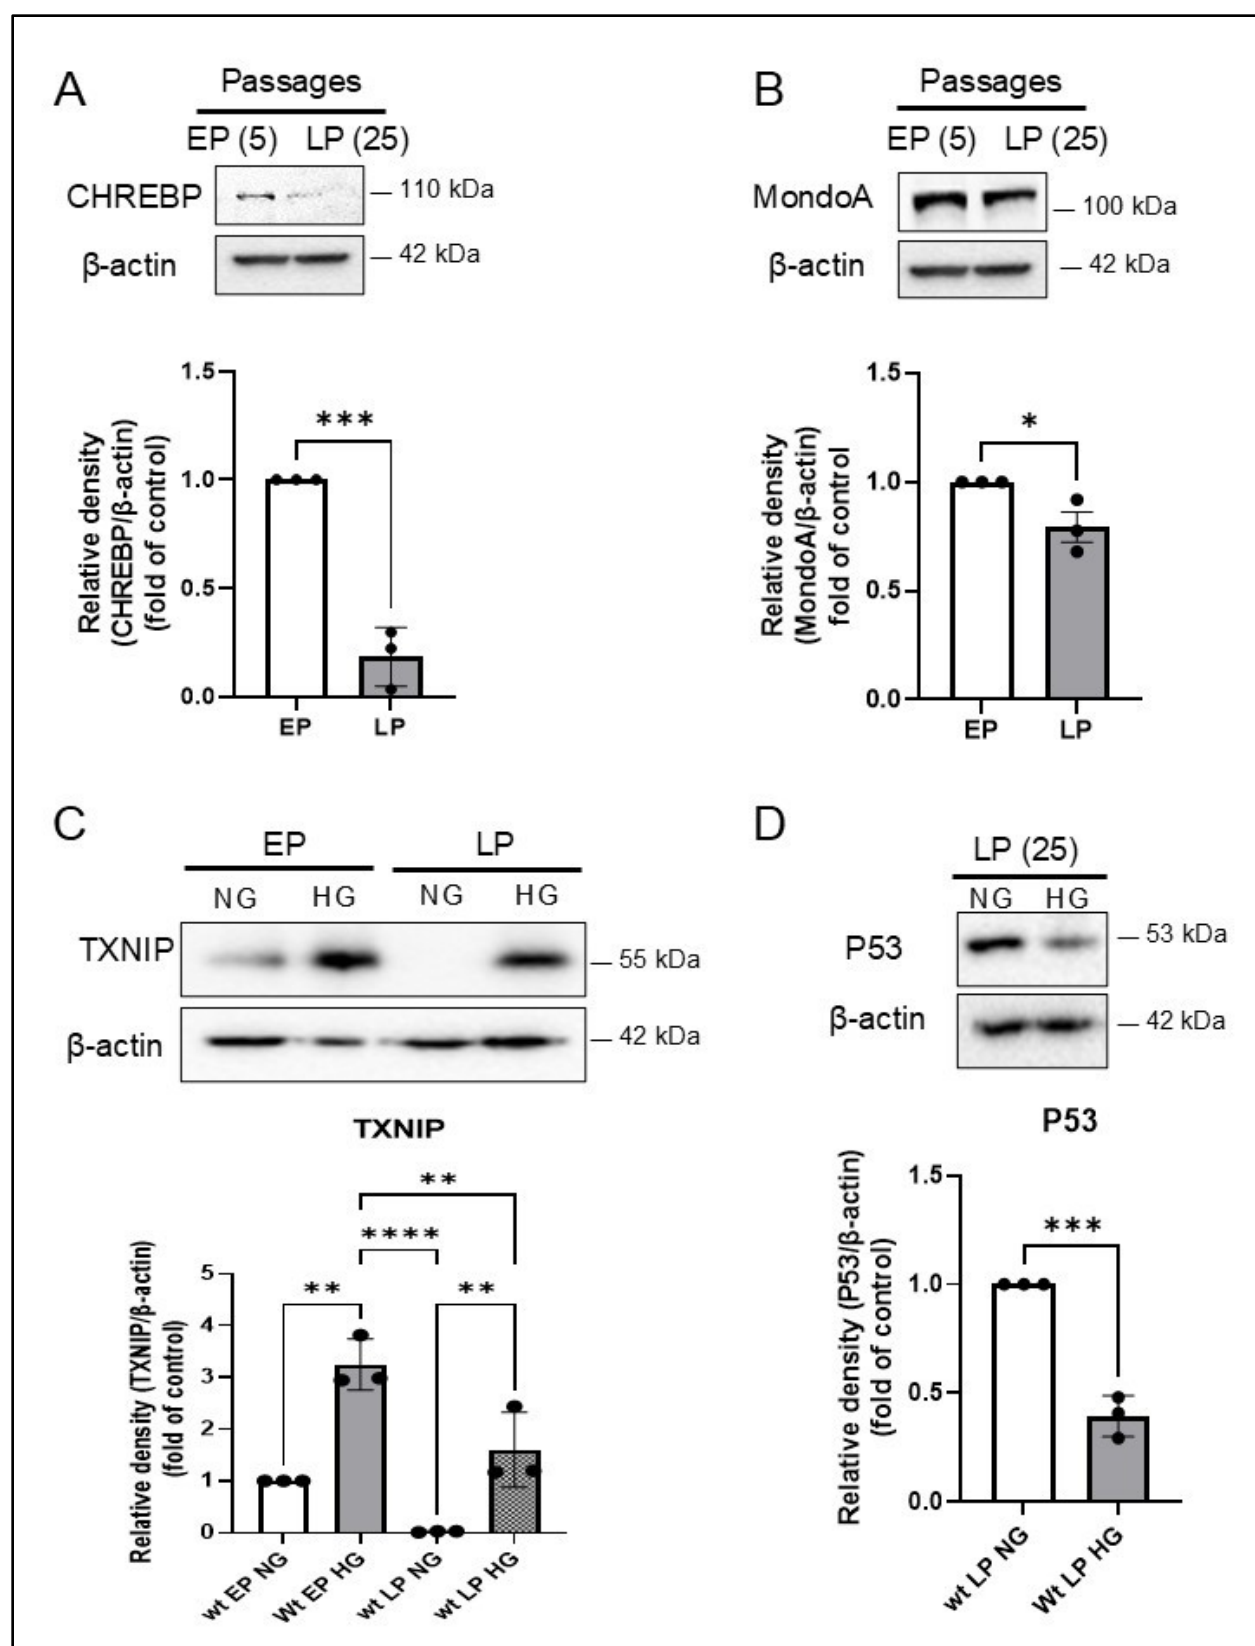 A
Passages
EP (5) LP (25)
CHREBP
110 kDa
β-actin
42 kDa
Relative density
(CHREBP/β-actin)
(fold of control)
1.5
1.0
0.5
0.0
***
EP
LP
B
Passages
EP (5) LP (25)
MondoA
100 kDa
β-actin
42 kDa
Relative density
(MondoA/β-actin)
fold of control
1.5
1.0
0.5
0.0
*
EP
LP
C
EP LP
NG HG NG HG
TXNIP
55 kDa
β-actin
42 kDa
TXNIP
Relative density (TXNIP/β-actin)
(fold of control)
5
4
3
2
1
0
**
****
** **
wt EP NG
Wt EP HG
wt LP NG
wt LP HG
D
LP (25)
NG HG
P53
53 kDa
β-actin
42 kDa
P53
Relative density (P53/β-actin)
(fold of control)
1.5
1.0
0.5
0.0
***
wt LP NG
Wt LP HG